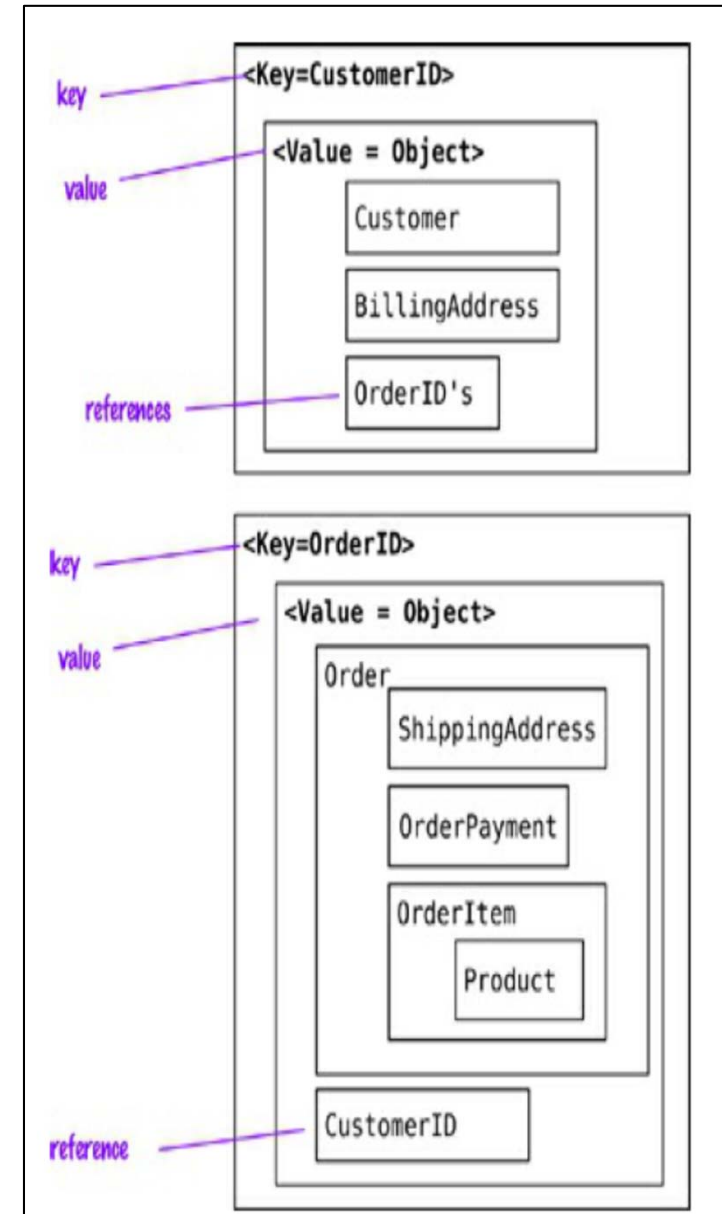 <Key=CustomerID>
key
<Value = Object>
value
Customer
BillingAddress
OrderID's
references
<Key=OrderID>
key
<Value = Object>
value
Order
ShippingAddress
OrderPayment
OrderItem
Product
CustomerID
reference